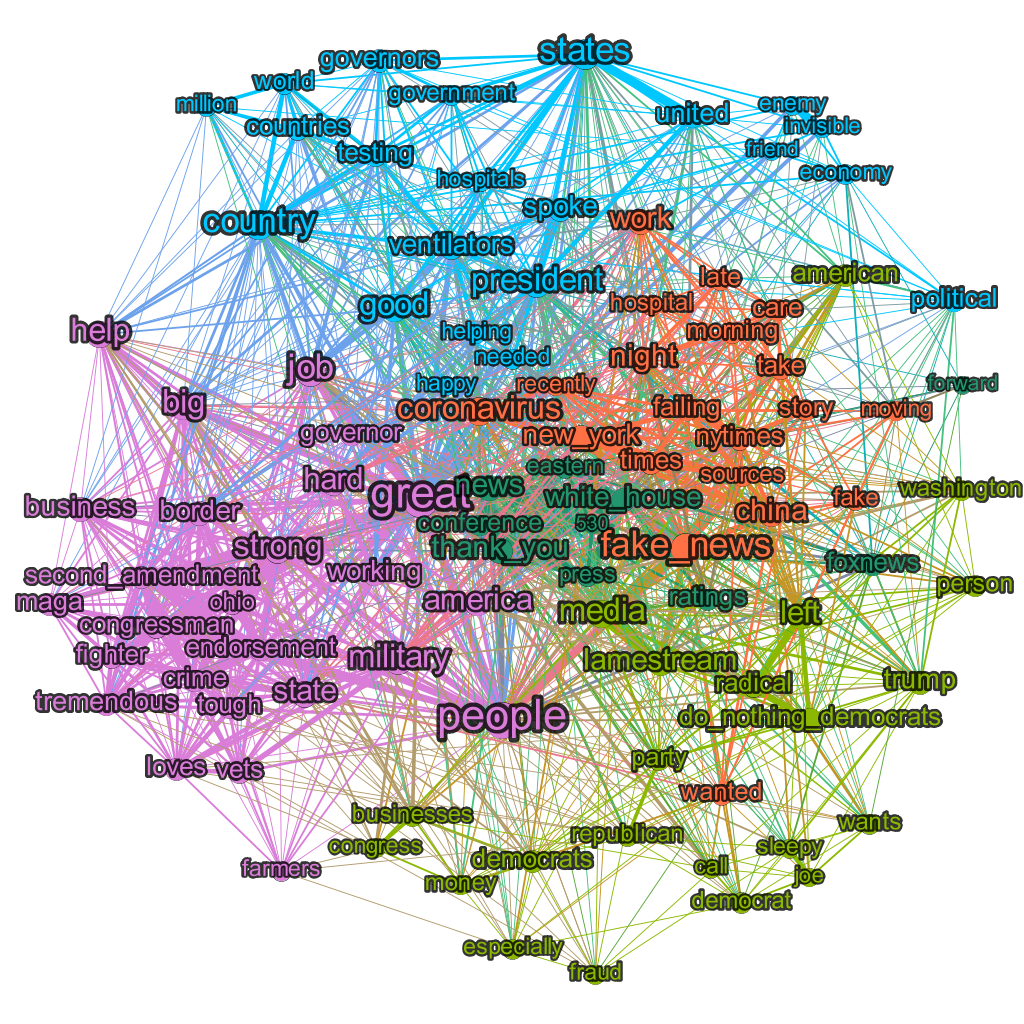 states
governors
world
government
million
enemy
united
countries
invisible
testing
friend
hospitals
economy
country
spoke
work
ventilators
president
late
american
good
hospital
care
political
help
helping
morning
needed
night
job
take
happy
recently
forward
big
coronavirus
failing
story
moving
governor
new_york
nytimes
times
hard
eastern
sources
great
news
white_house
fake
washington
business
border
conference
530
china
strong
thank_you
fake_news
second_amendment
working
press
foxnews
person
maga
ohio
america
media
ratings
left
congressman
fighter
endorsement
military
lamestream
crime
state
radical
trump
tremendous
tough
people
do_nothing_democrats
loves
vets
party
wanted
businesses
republican
wants
congress
sleepy
farmers
democrats
call
joe
money
democrat
especially
fraud